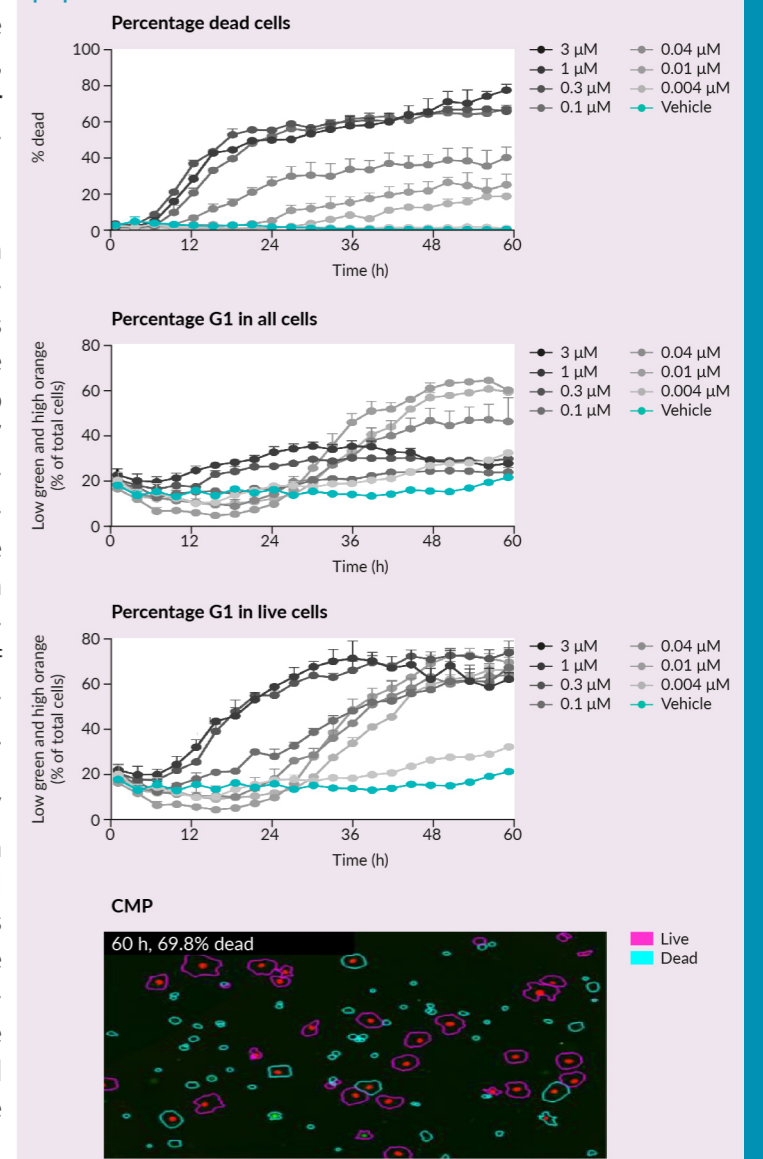 Percentage dead cells
% dead
100
80
60
40
20
0
0 12 24 36 48 60
Time (h)
3 µM
1 µM
0.3 µM
0.1 µM
0.04 µM
0.01 µM
0.004 µM
Vehicle
Percentage G1 in all cells
Low green and high orange
(% of total cells)
80
60
40
20
0
0 12 24 36 48 60
Time (h)
3 µM
1 µM
0.3 µM
0.1 µM
0.04 µM
0.01 µM
0.004 µM
Vehicle
Percentage G1 in live cells
Low green and high orange
(% of total cells)
80
60
40
20
0
0 12 24 36 48 60
Time (h)
3 µM
1 µM
0.3 µM
0.1 µM
0.04 µM
0.01 µM
0.004 µM
Vehicle
CMP
60 h, 69.8% dead
Live
Dead